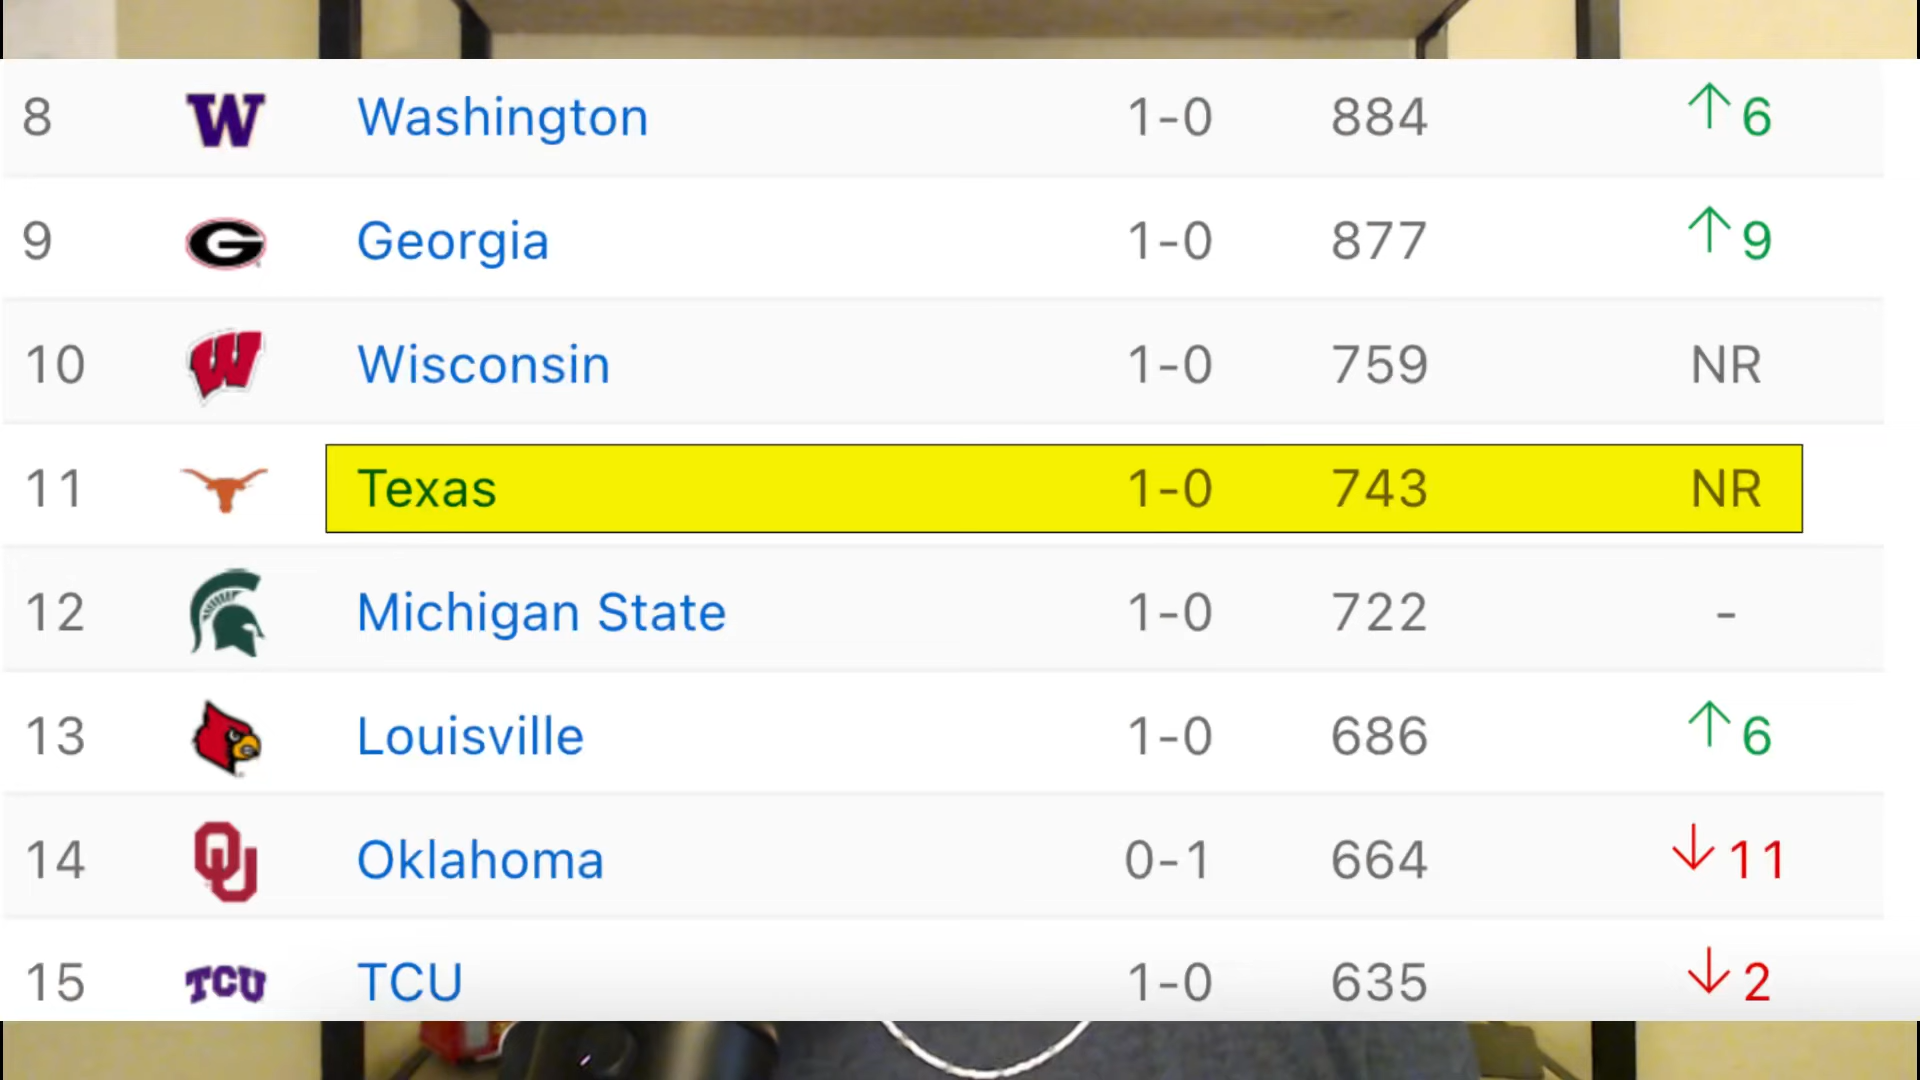 8 W Washington 1-0 884 ↑6
9 G Georgia 1-0 877 ↑9
10 W Wisconsin 1-0 759 NR
11 Texas 1-0 743 NR
12 Michigan State 1-0 722 -
13 Louisville 1-0 686 ↑6
14 OU Oklahoma 0-1 664 ↓11
15 TCU TCU 1-0 635 ↓2